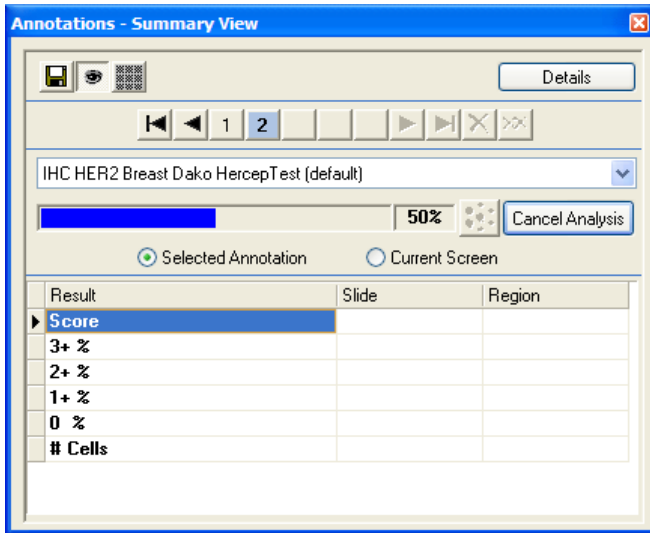 Annotations - Summary View
Details
1 2
IHC HER2 Breast Dako HercepTest (default)
50% Cancel Analysis
Selected Annotation Current Screen
Result Slide Region
Score
3+ %
2+ %
1+ %
0 %
# Cells